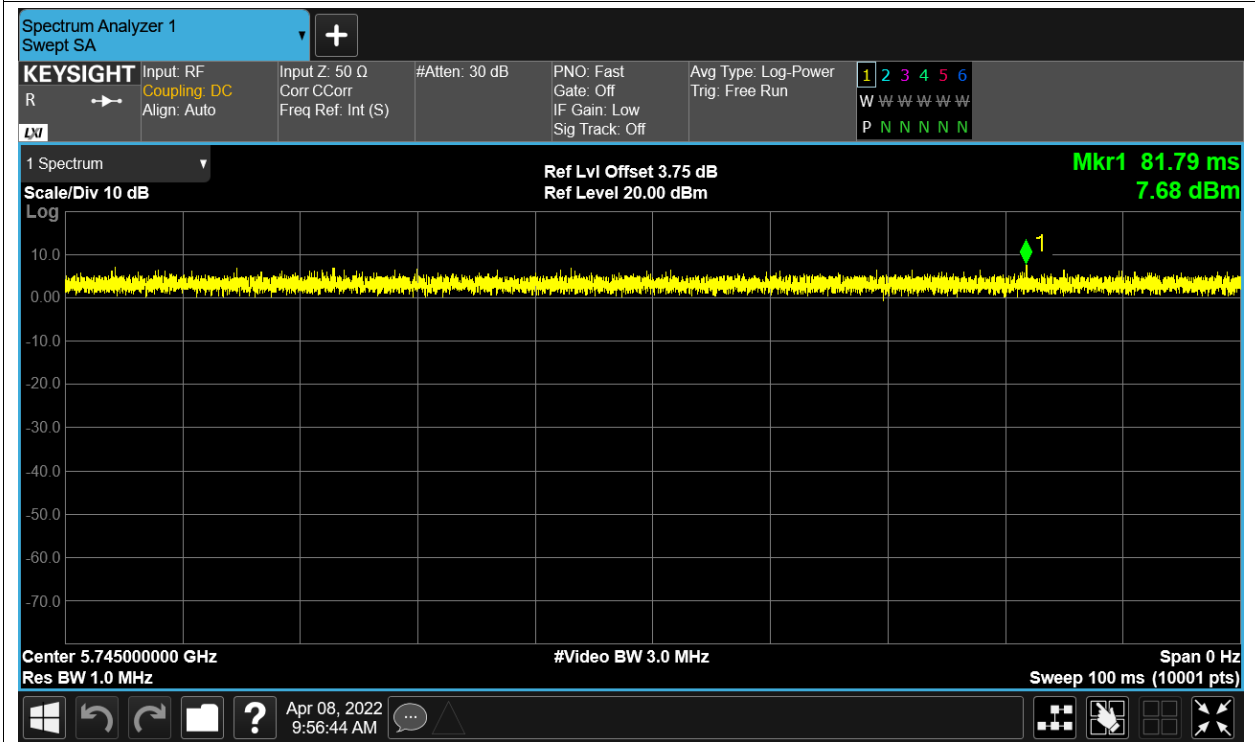 Spectrum Analyzer 1
Swept SA
KEYSIGHT Input: RF Input Z: 50 Ω #Atten: 30 dB PNO: Fast Avg Type: Log-Power 1 2 3 4 5 6
R Coupling: DC Corr CCorr Gate: Off Trig: Free Run W W W W W W
Align: Auto Freq Ref: Int (S) IF Gain: Low
LXI Sig Track: Off P N N N N N
1 Spectrum Ref Lvl Offset 3.75 dB Mkr1 81.79 ms
Scale/Div 10 dB Ref Level 20.00 dBm 7.68 dBm
Log
1
10.0
0.00
-10.0
-20.0
-30.0
-40.0
-50.0
-60.0
-70.0
Center 5.745000000 GHz #Video BW 3.0 MHz Span 0 Hz
Res BW 1.0 MHz Sweep 100 ms (10001 pts)
? Apr 08, 2022
9:56:44 AM